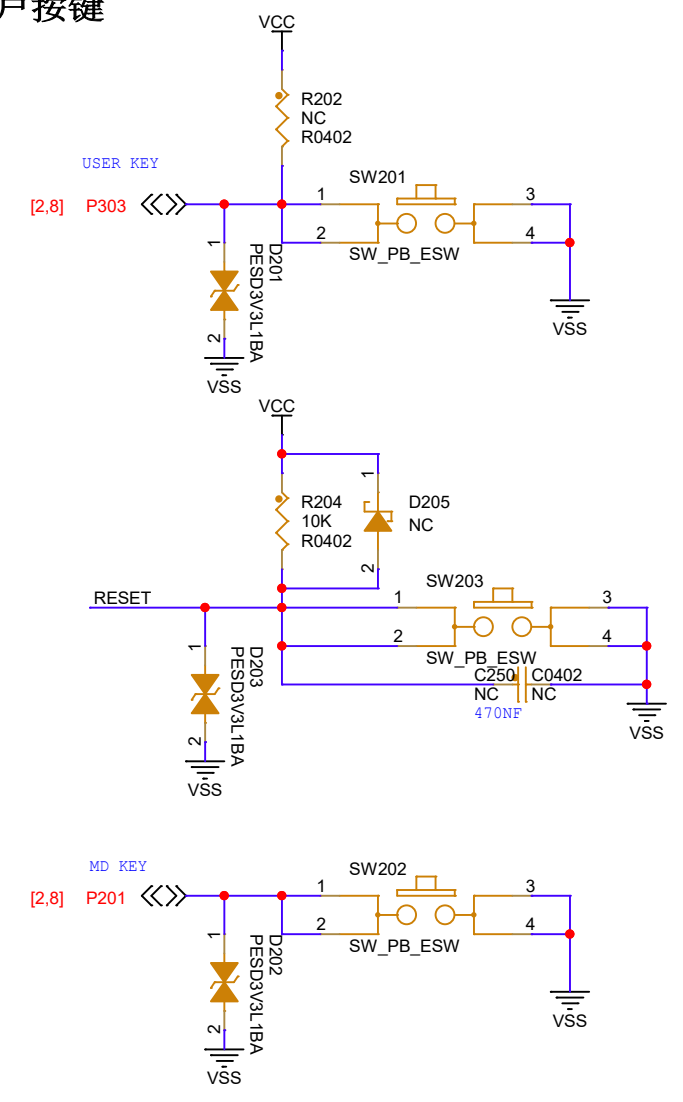 户按键
VCC
R202
NC
R0402
USER KEY
[2,8] P303
SW201
1
2
3
4
SW_PB_ESW
1
2
D201
PESD3V3L1BA
VSS
VSS
VCC
R204
10K
R0402
1
2
D205
NC
RESET
SW203
1
2
3
4
SW_PB_ESW
C250 C0402
NC NC
470NF
1
2
D203
PESD3V3L1BA
VSS
VSS
MD KEY
[2,8] P201
SW202
1
2
3
4
SW_PB_ESW
1
2
D202
PESD3V3L1BA
VSS
VSS